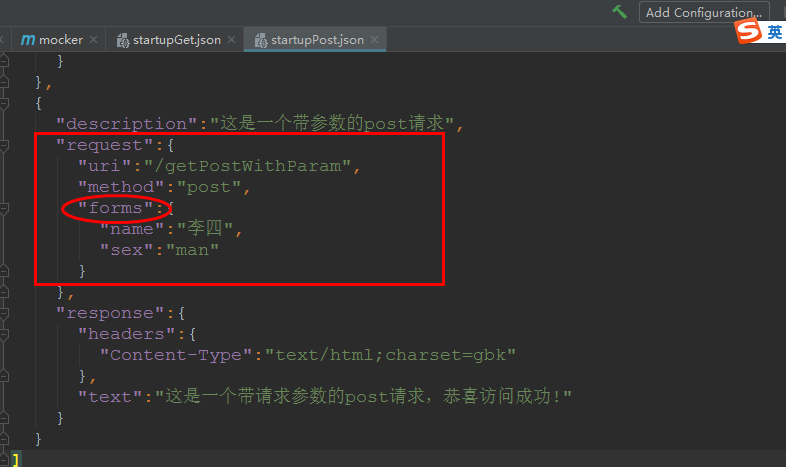 Add Configuration...
英
mocker
startupGet.json
startupPost.json
}
},
{
"description":"这是一个带参数的post请求",
"request":{
"uri":"/getPostWithParam",
"method":"post",
"forms":{
"name":"李四",
"sex":"man"
}
},
"response":{
"headers":{
"Content-Type":"text/html;charset=gbk"
},
"text":"这是一个带请求参数的post请求，恭喜访问成功!"
}
}
]